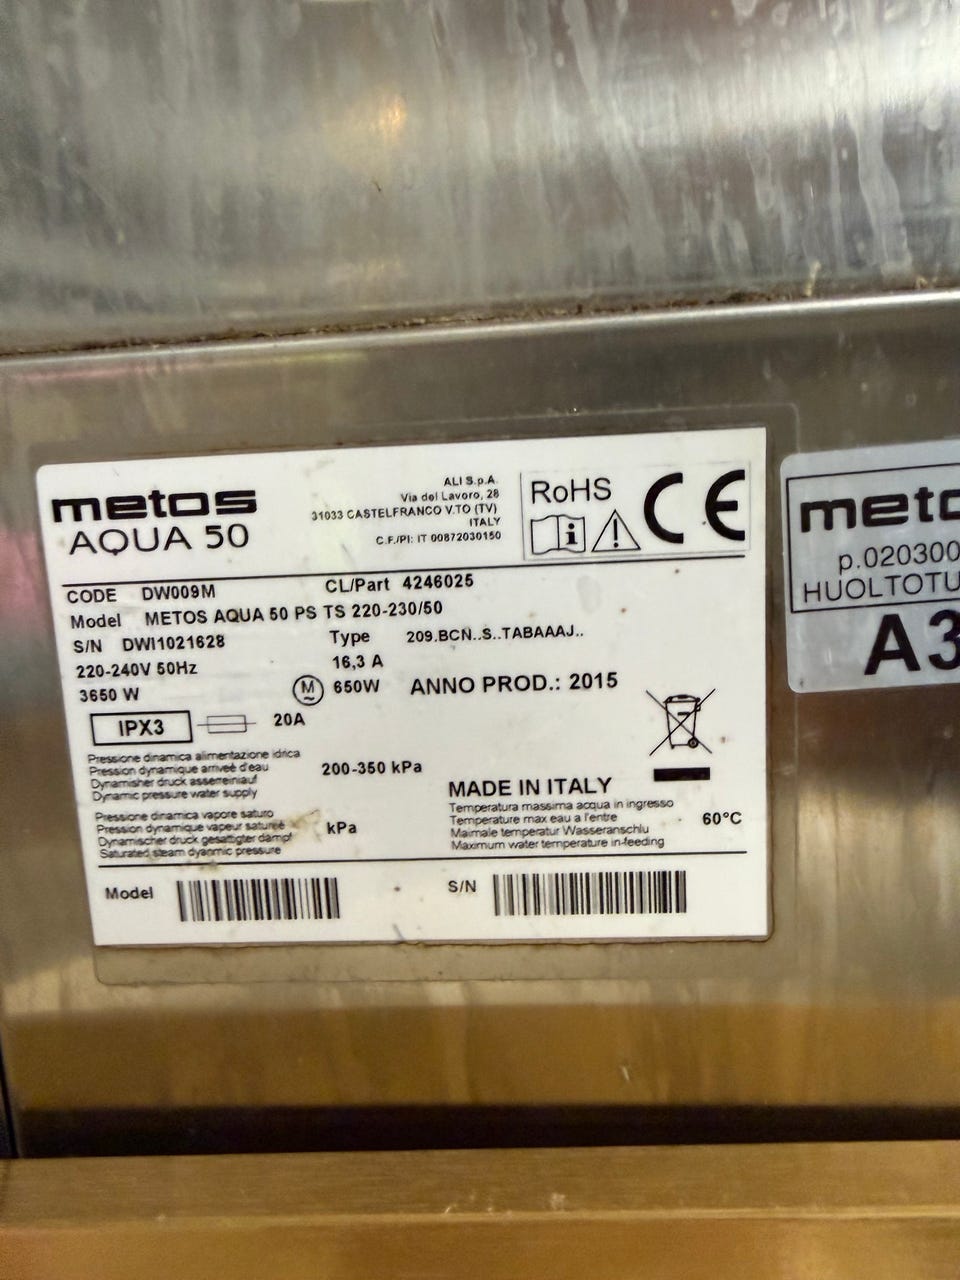 metos
AQUA 50
ALI S.p.A.
Via del Lavoro, 28
31033 CASTELFRANCO V.TO (TV)
ITALY
C.F./PI: IT 00872030150
RoHS
CE
CODE DW009M
CL/Part 4246025
Model METOS AQUA 50 PS TS 220-230/50
S/N DWI1021628
Type 209.BCN..S..TABAAAJ..
220-240V 50Hz
16,3 A
3650 W
M 650W
ANNO PROD.: 2015
IPX3
20A
Pressione dinamica alimentazione idrica
Pression dynamique arriveé d'eau
Dynamisher druck asserreinlauf
Dynamic pressure water supply
200-350 kPa
MADE IN ITALY
Temperatura massima acqua in ingresso
Temperature max eau a l'entre
Maimale temperatur Wasseranschlu
Maximum water temperature in-feeding
60°C
Pressione dinamica vapore saturo
Pression dynamique vapeur satureé
Dynamischer druck gesattigter dampf
Saturated steam dyanmic pressure
kPa
Model
S/N
metos
p.020300
HUOLTOTU
A3